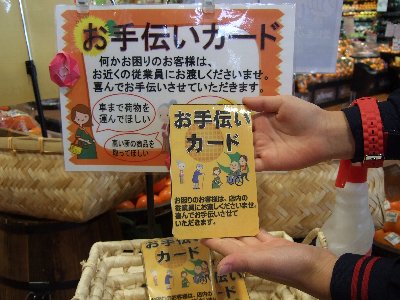 お手伝いカード
何かお困りのお客様は、
お近くの従業員にお渡しくださいませ。
喜んでお手伝いさせていただきます。
車まで荷物を
運んでほしい
高い所の商品を
取ってほしい
お手伝い
カード
お困りのお客様は、店内の
従業員にお渡しくださいませ。
喜んでお手伝いさせて
いただきます。
お手伝い
カード